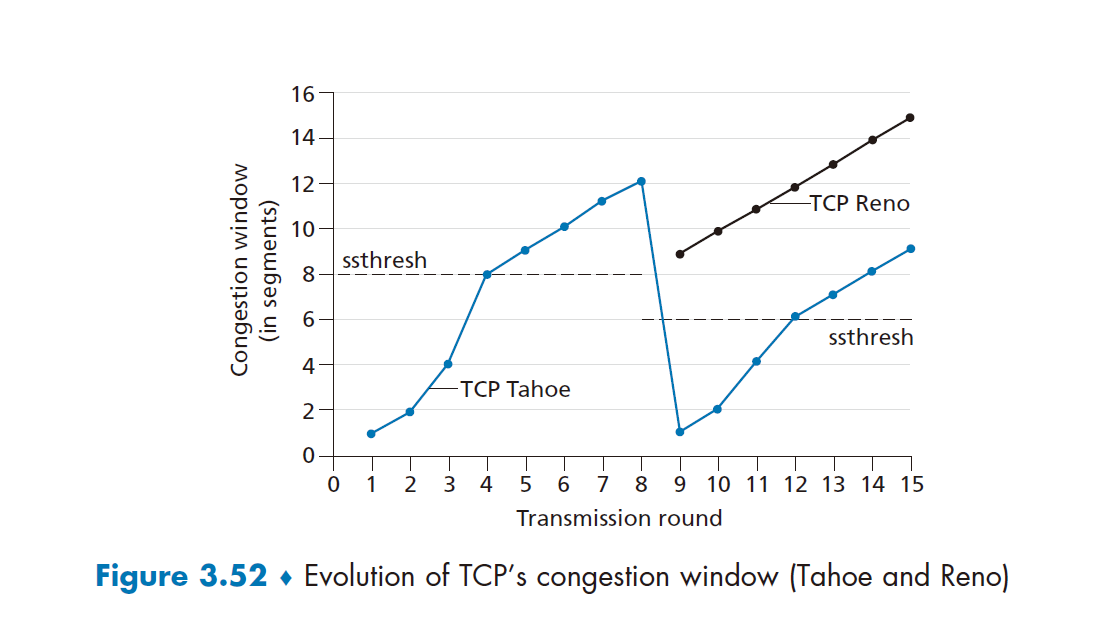 16
14
12
10
8
6
4
2
0
Congestion window
(in segments)
ssthresh
TCP Reno
ssthresh
TCP Tahoe
0 1 2 3 4 5 6 7 8 9 10 11 12 13 14 15
Transmission round
Figure 3.52 ♦ Evolution of TCP's congestion window (Tahoe and Reno)